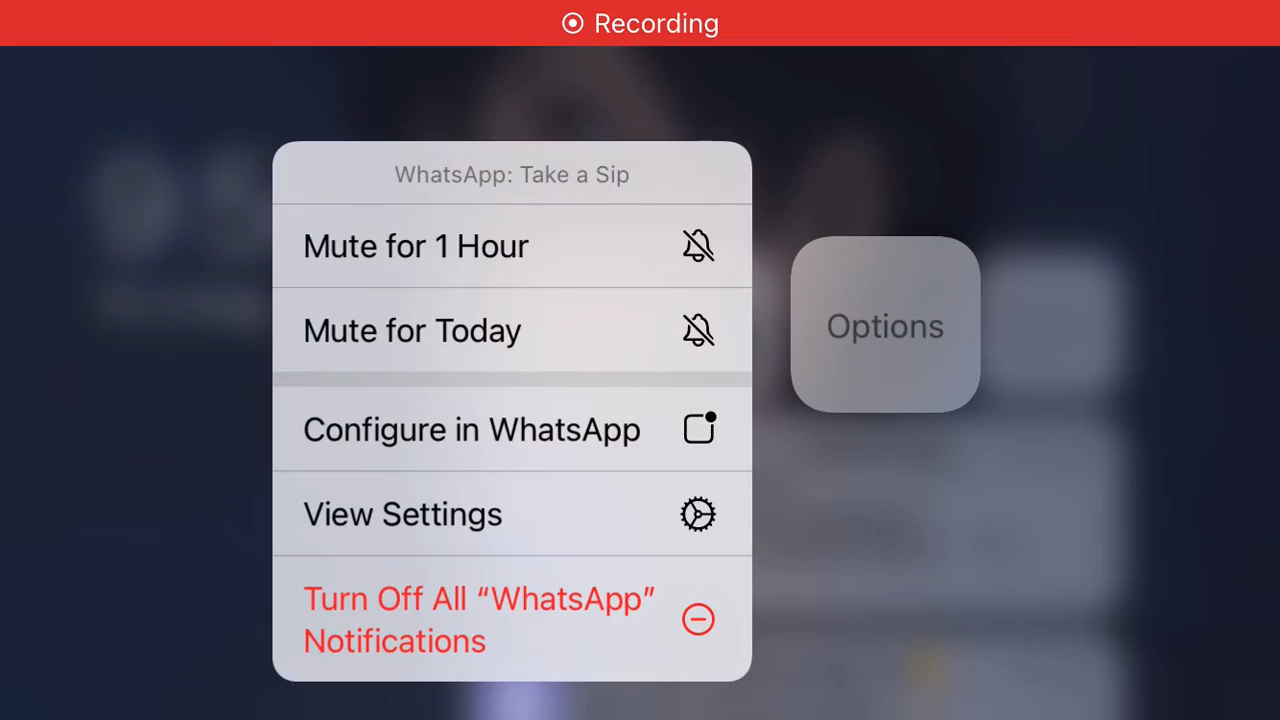 Recording
WhatsApp: Take a Sip
Mute for 1 Hour
Mute for Today
Options
Configure in WhatsApp
View Settings
Turn Off All “WhatsApp”
Notifications